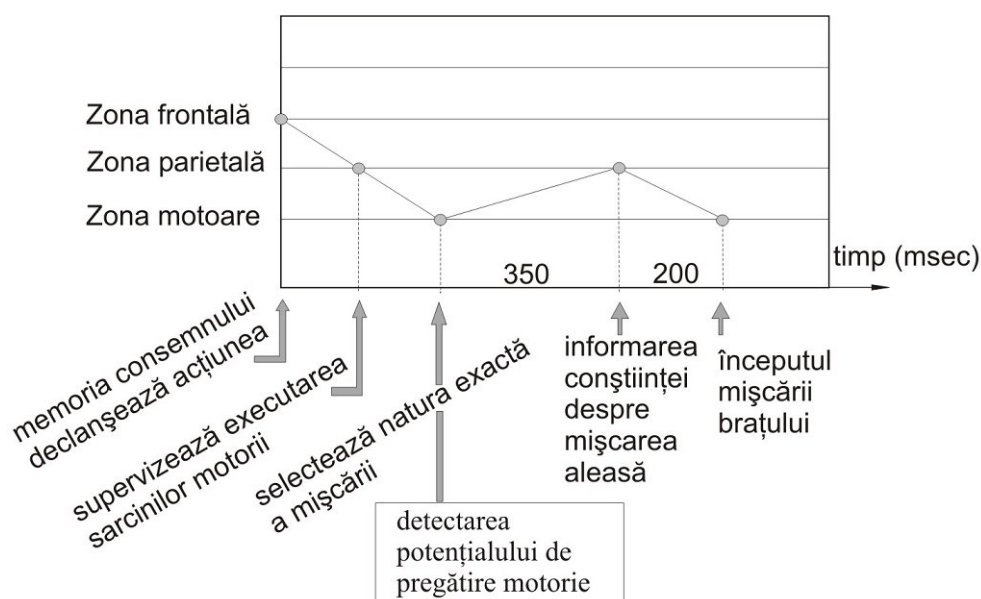 Zona frontală
Zona parietală
Zona motoare
350
200
timp (msec)
memoria consemnului
declanşează acţiunea
supervizează executarea
sarcinilor motorii
selectează natura exactă
a mişcării
informarea
conştiinţei
despre
mişcarea
aleasă
începutul
mişcării
braţului
detectarea
potenţialului de
pregătire motorie